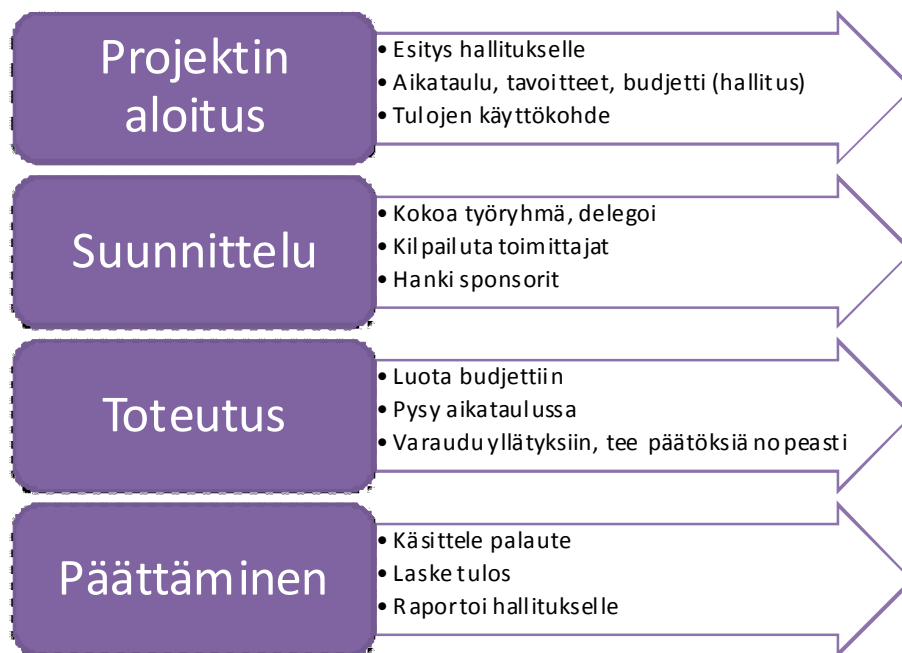 Projektin
aloitus
• Esitys hallitukselle
• Aikataulu, tavoitteet, budjetti (hallitus)
• Tulojen käyttökohde
Suunnittelu
• Kokoa työryhmä, delegoi
• Kilpailuta toimittajat
• Hanki sponsorit
Toteutus
• Luota budjettiin
• Pysy aikataulussa
• Varaudu yllätyksiin, tee päätöksiä nopeasti
Päättäminen
• Käsittele palaute
• Laske tulos
• Raportoi hallitukselle